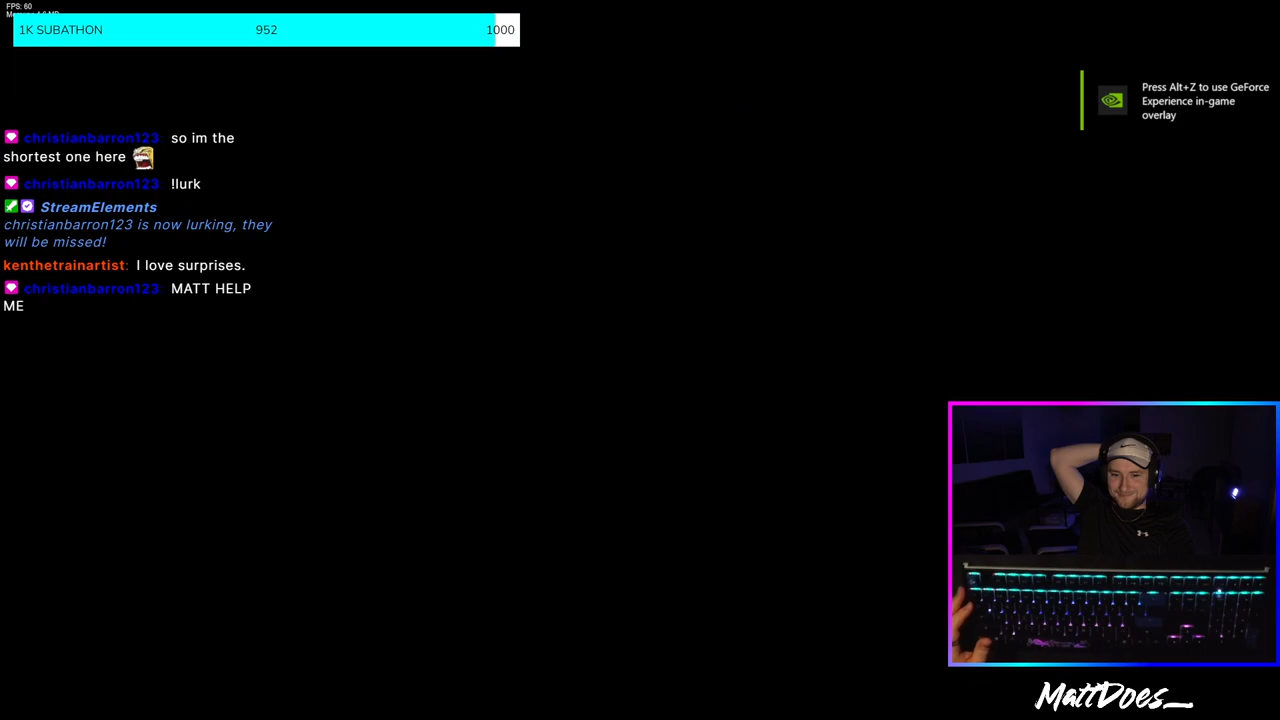 FPS: 60
1K SUBATHON 952 1000
Press Alt+Z to use GeForce
Experience in-game
overlay
christianbarron123: so im the
shortest one here
christianbarron123: !lurk
StreamElements
christianbarron123 is now lurking, they
will be missed!
kenthetrainartist: I love surprises.
christianbarron123: MATT HELP
ME
MattDoes_